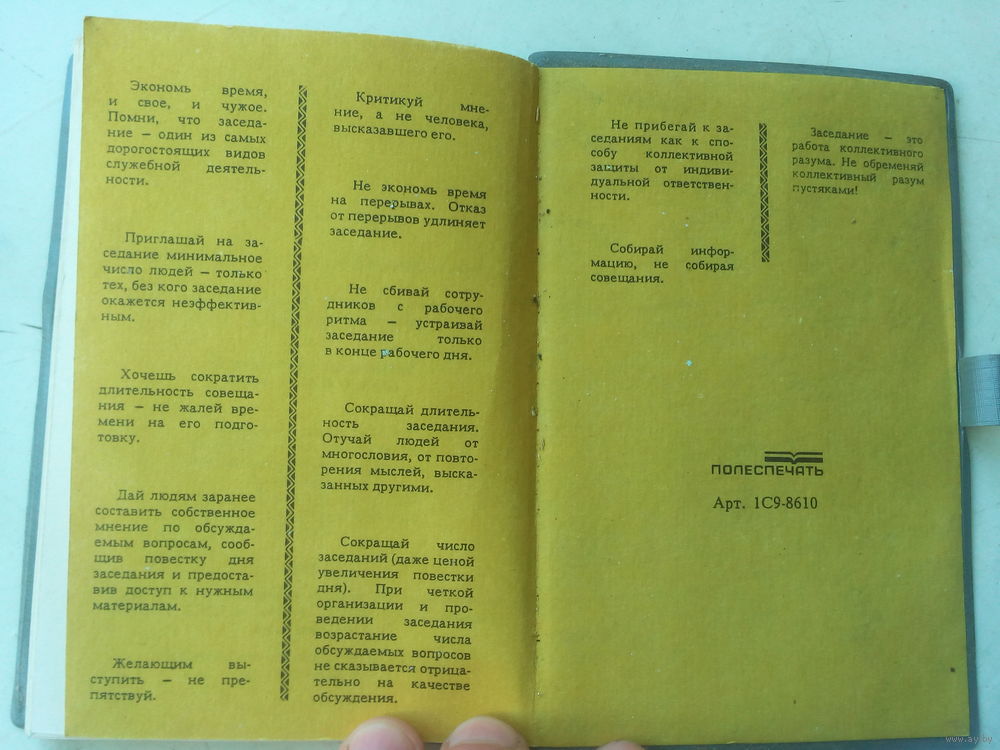 Экономь время,
и свое, и чужое.
Помни, что заседа-
ние — один из самых
дорогостоящих видов
служебной деятель-
ности.
Приглашай на за-
седание минимальное
число людей — только
тех, без кого заседание
окажется неэффектив-
ным.
Хочешь сократить
длительность совеща-
ния — не жалей вре-
мени на его подго-
товку.
Дай людям заранее
составить собственное
мнение по обсужда-
емым вопросам, сооб-
щив повестку дня
заседания и предоста-
вив доступ к нужным
материалам.
Желающим вы-
ступить — не пре-
пятствуй.
Критикуй мне-
ние, а не человека,
высказавшего его.
Не экономь время
на перерывах. Отказ
от перерывов удлиняет
заседание.
Не сбивай сотру-
дников с рабочего
ритма — устраивай
заседание только
в конце рабочего дня.
Сокращай длитель-
ность заседания.
Отучай людей от
многословия, от повто-
рения мыслей, выска-
занных другими.
Сокращай число
заседаний (даже ценой
увеличения повестки
дня). При четкой
организации и про-
ведении заседания
возрастание числа
обсуждаемых вопросов
не сказывается отрица-
тельно на качестве
обсуждения.
Не прибегай к за-
седаниям как к спо-
собу коллективной
защиты от индиви-
дуальной ответствен-
ности.
Собирай инфор-
мацию, не собирая
совещания.
Заседание — это
работа коллективного
разума. Не обременяй
коллективный разум
пустяками!
ПОЛЕСПЕЧАТЬ
Арт. 1С9-8610
www.ay.by